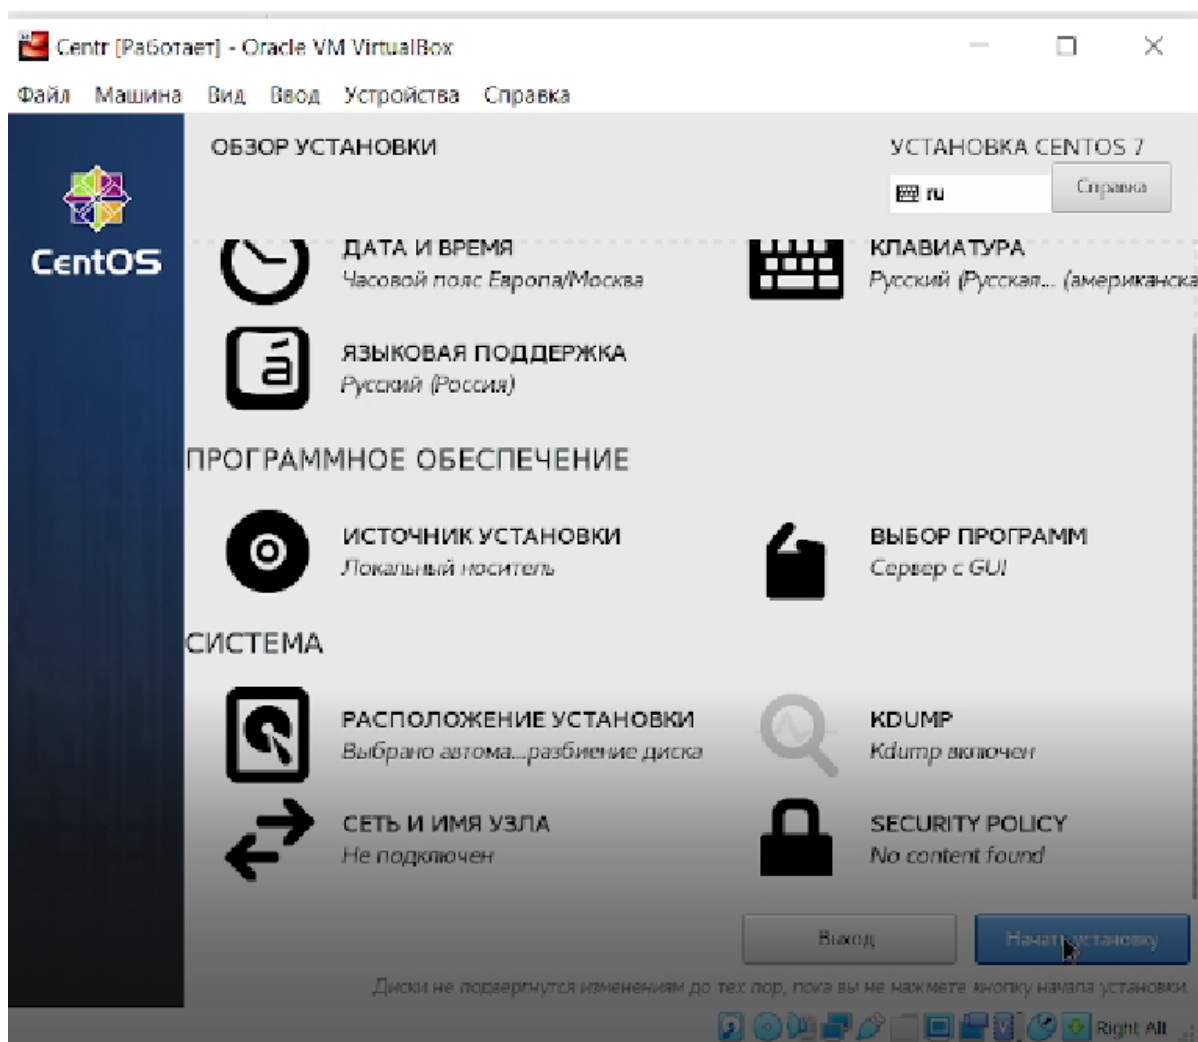 Centr [Работает] - Oracle VM VirtualBox
Файл Машина Вид Ввод Устройства Справка
ОБЗОР УСТАНОВКИ
УСТАНОВКА CENTOS 7
ru
Справка
CentOS
ДАТА И ВРЕМЯ
Часовой пояс Европа/Москва
КЛАВИАТУРА
Русский (Русская... (американска
ЯЗЫКОВАЯ ПОДДЕРЖКА
Русский (Россия)
ПРОГРАММНОЕ ОБЕСПЕЧЕНИЕ
ИСТОЧНИК УСТАНОВКИ
Локальный носитель
ВЫБОР ПРОГРАММ
Сервер с GUI
СИСТЕМА
РАСПОЛОЖЕНИЕ УСТАНОВКИ
Выбрано автома...разбиение диска
KDUMP
Kdump включен
СЕТЬ И ИМЯ УЗЛА
Не подключен
SECURITY POLICY
No content found
Выход
Начать установку
Диски не подвергнутся изменениям до тех пор, пока вы не нажмете кнопку начала установки.
Right Alt